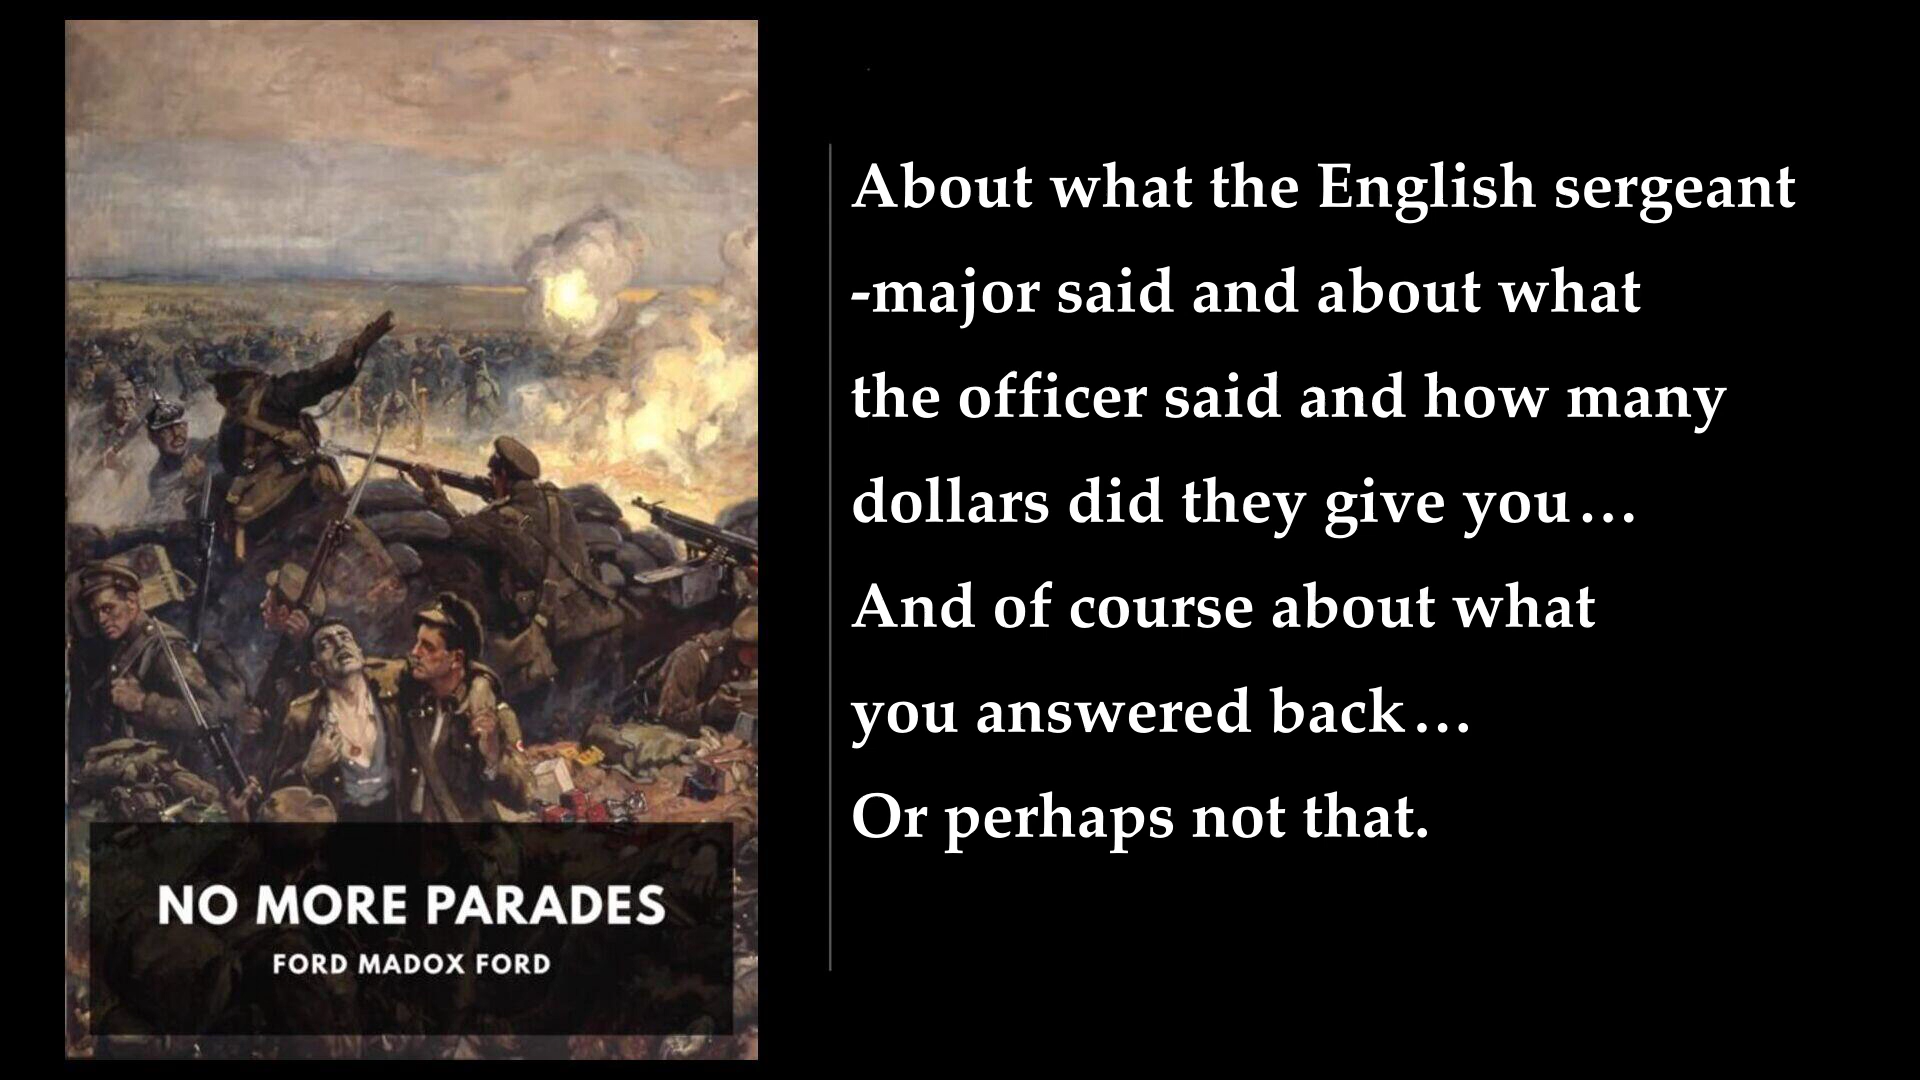 NO MORE PARADES
FORD MADOX FORD
About what the English sergeant
-major said and about what
the officer said and how many
dollars did they give you…
And of course about what
you answered back…
Or perhaps not that.